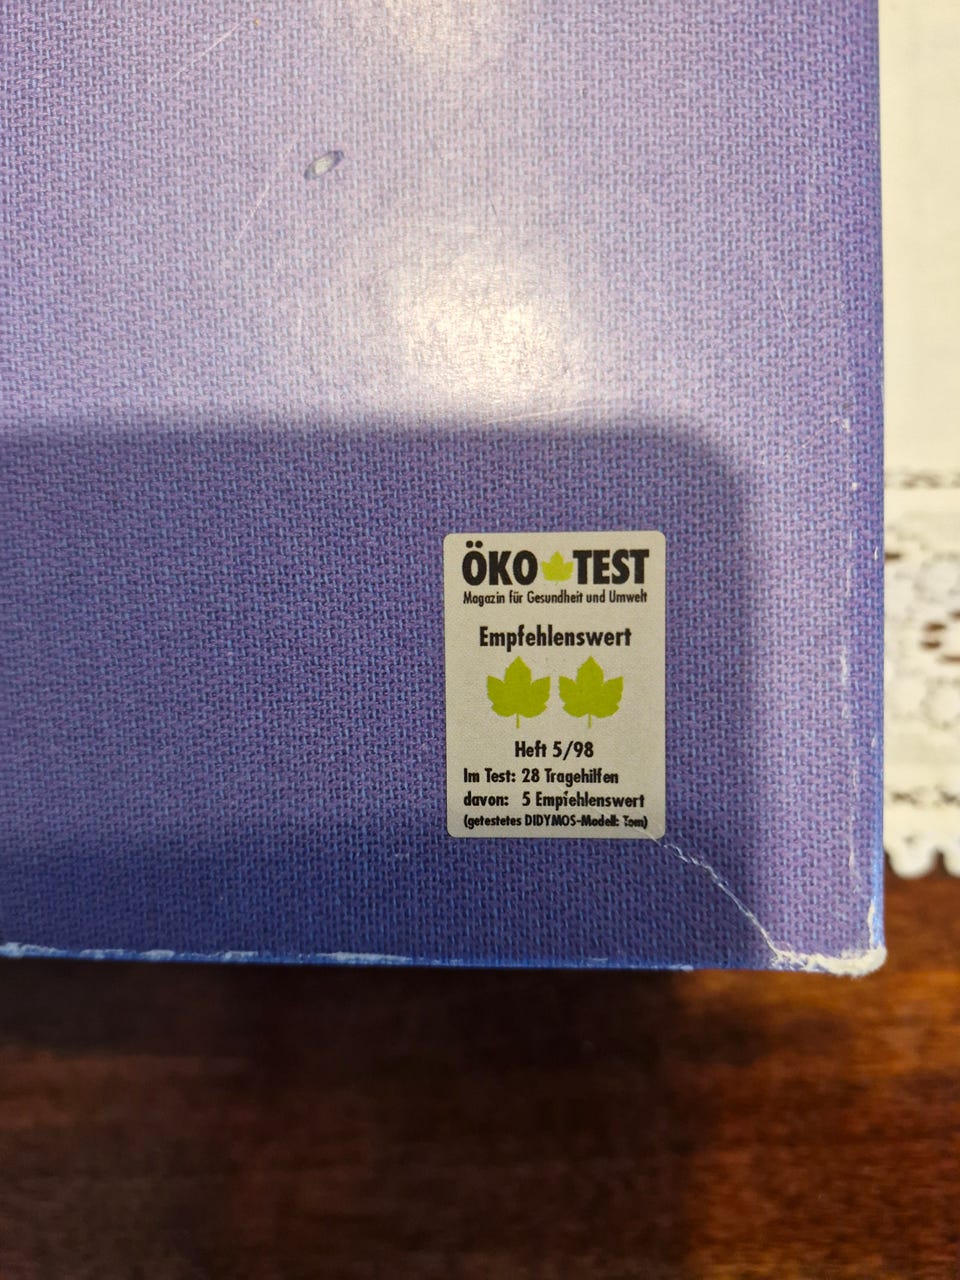 ÖKO TEST
Magazin für Gesundheit und Umwelt
Empfehlenswert
Heft 5/98
Im Test: 28 Tragehilfen
davon: 5 Empfehlenswert
(getestetes DIDYMOS-Modell: Tom)